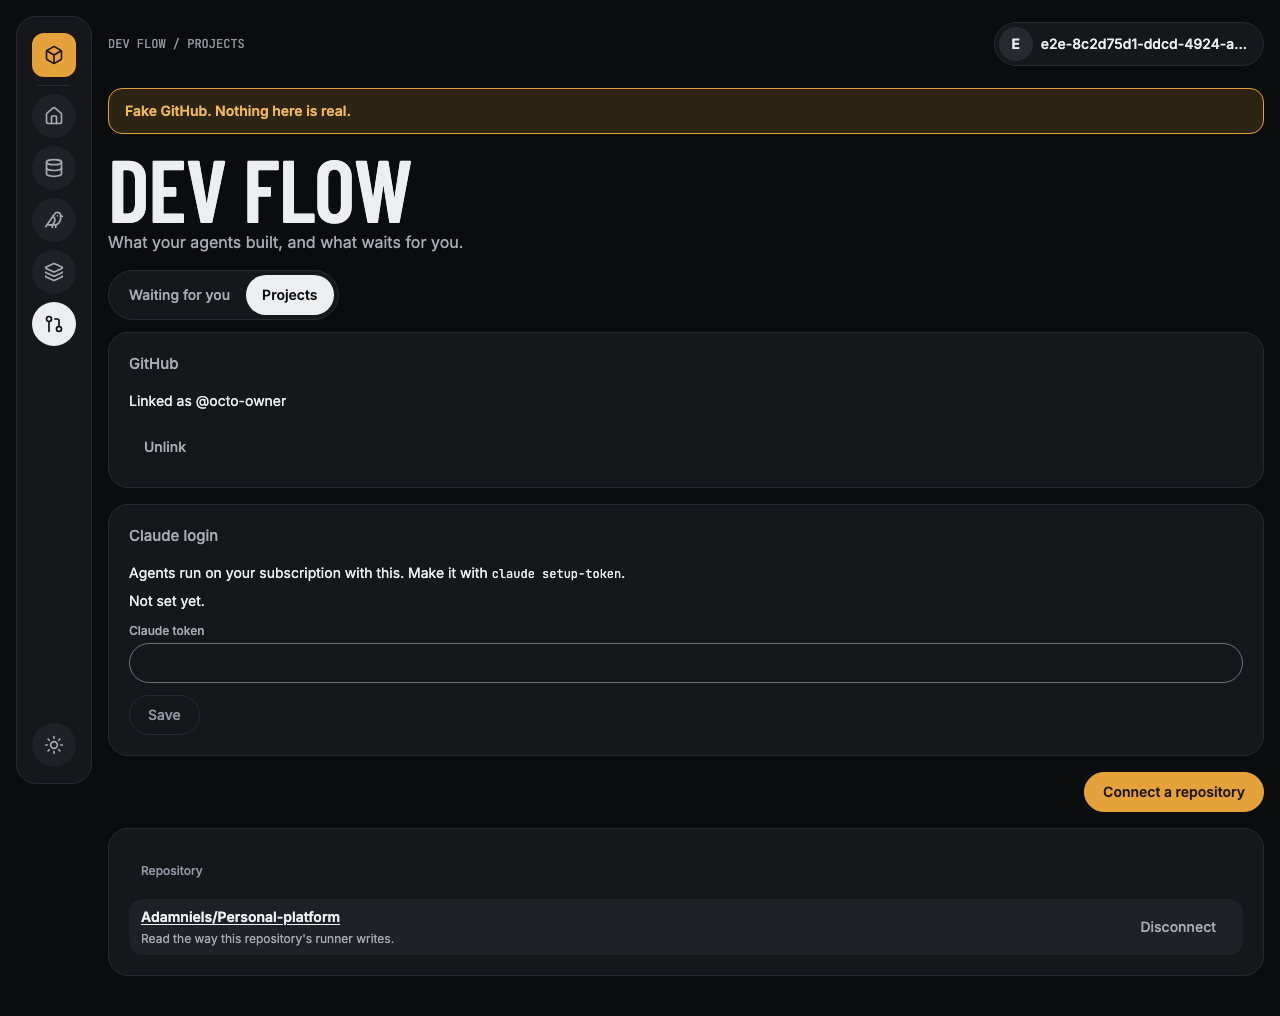 DEV FLOW / PROJECTS
E
e2e-8c2d75d1-ddcd-4924-a...
Fake GitHub. Nothing here is real.
DEV FLOW
What your agents built, and what waits for you.
Waiting for you
Projects
GitHub
Linked as @octo-owner
Unlink
Claude login
Agents run on your subscription with this. Make it with claude setup-token.
Not set yet.
Claude token
Save
Connect a repository
Repository
Adamniels/Personal-platform
Read the way this repository's runner writes.
Disconnect